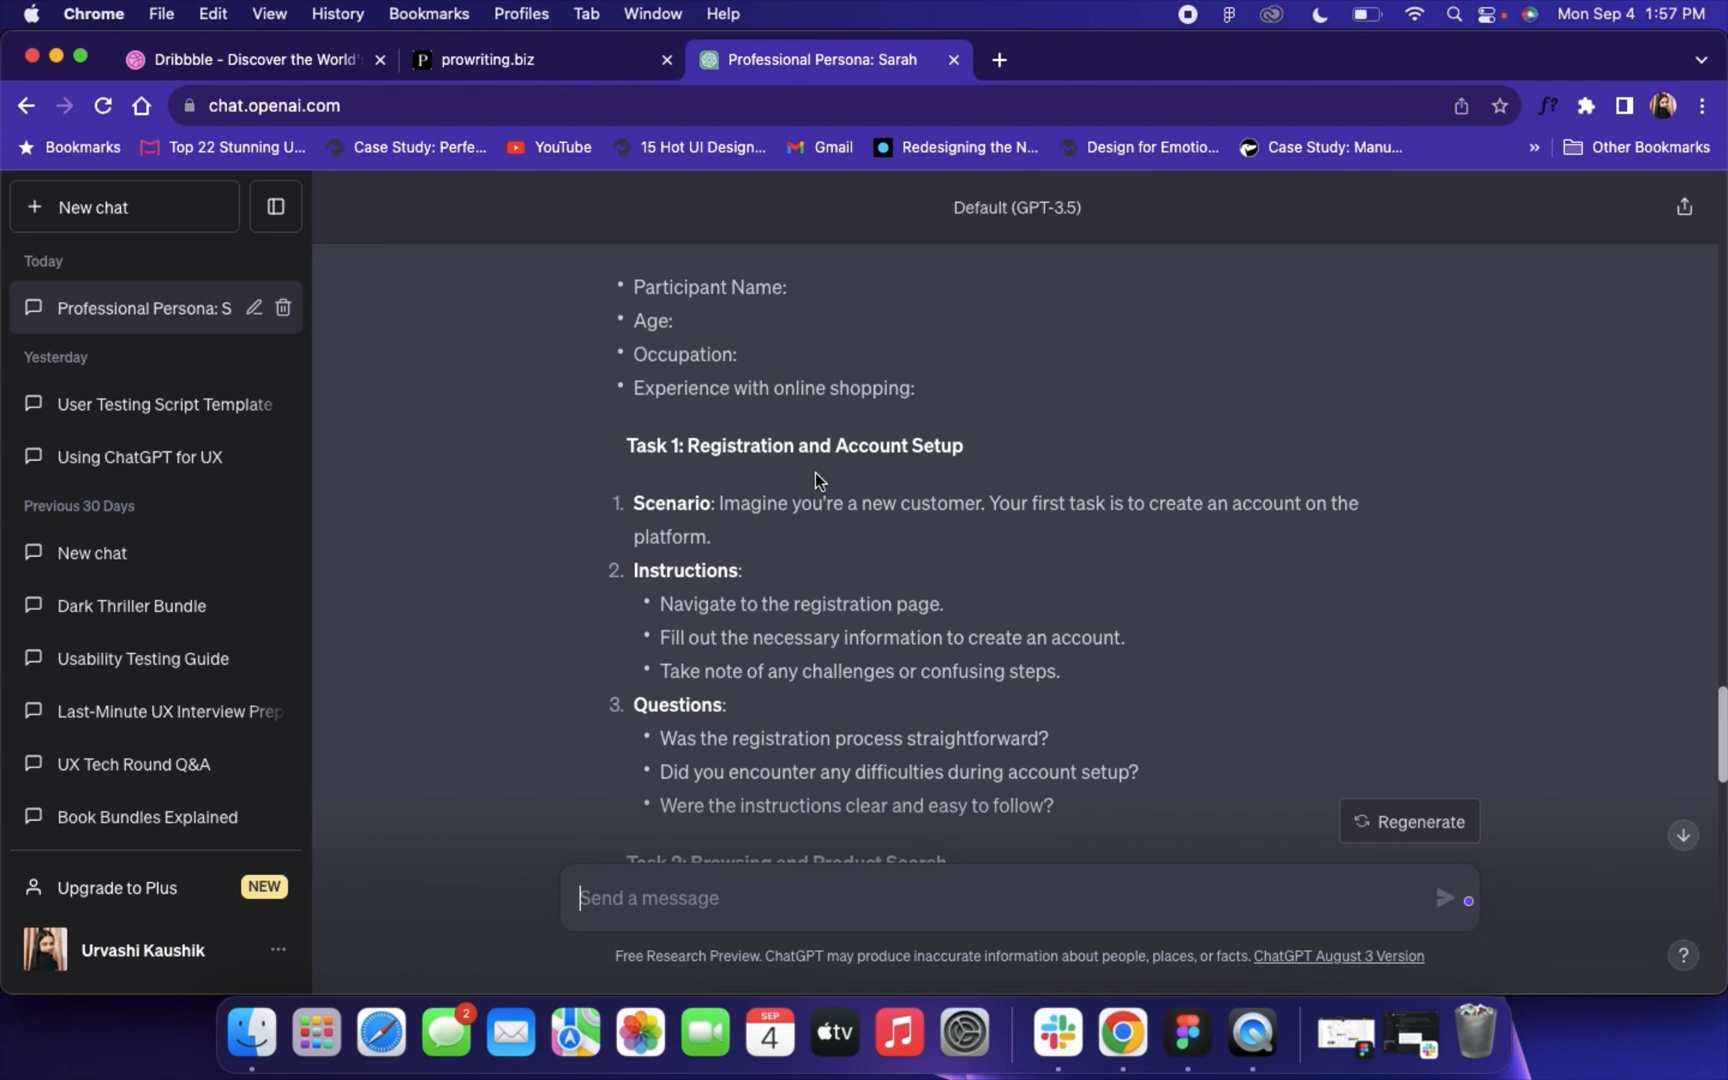 Chrome File Edit View History Bookmarks Profiles Tab Window Help Mon Sep 4 1:57 PM
Dribbble - Discover the World' prowriting.biz Professional Persona: Sarah
chat.openai.com
Bookmarks Top 22 Stunning U... Case Study: Perfe... YouTube 15 Hot UI Design... Gmail Redesigning the N... Design for Emotio... Case Study: Manu... » Other Bookmarks
+ New chat
Default (GPT-3.5)
Today
Professional Persona: S
Yesterday
User Testing Script Template
Using ChatGPT for UX
Previous 30 Days
New chat
Dark Thriller Bundle
Usability Testing Guide
Last-Minute UX Interview Prep
UX Tech Round Q&A
Book Bundles Explained
Upgrade to Plus NEW
Urvashi Kaushik
• Participant Name:
• Age:
• Occupation:
• Experience with online shopping:
Task 1: Registration and Account Setup
1. Scenario: Imagine you're a new customer. Your first task is to create an account on the
platform.
2. Instructions:
• Navigate to the registration page.
• Fill out the necessary information to create an account.
• Take note of any challenges or confusing steps.
3. Questions:
• Was the registration process straightforward?
• Did you encounter any difficulties during account setup?
• Were the instructions clear and easy to follow?
Regenerate
Task 2: Browsing and Product Search
Send a message
Free Research Preview. ChatGPT may produce inaccurate information about people, places, or facts. ChatGPT August 3 Version
?
2
SEP
4
tv